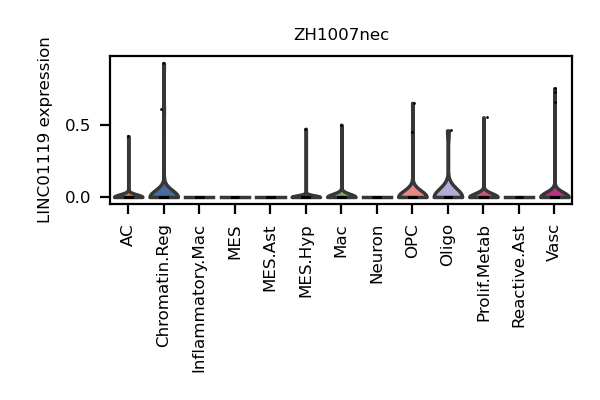 ZH1007nec
LINC01119 expression
0.5
0.0
AC
Chromatin.Reg
Inflammatory.Mac
MES
MES.Ast
MES.Hyp
Mac
Neuron
OPC
Oligo
Prolif.Metab
Reactive.Ast
Vasc